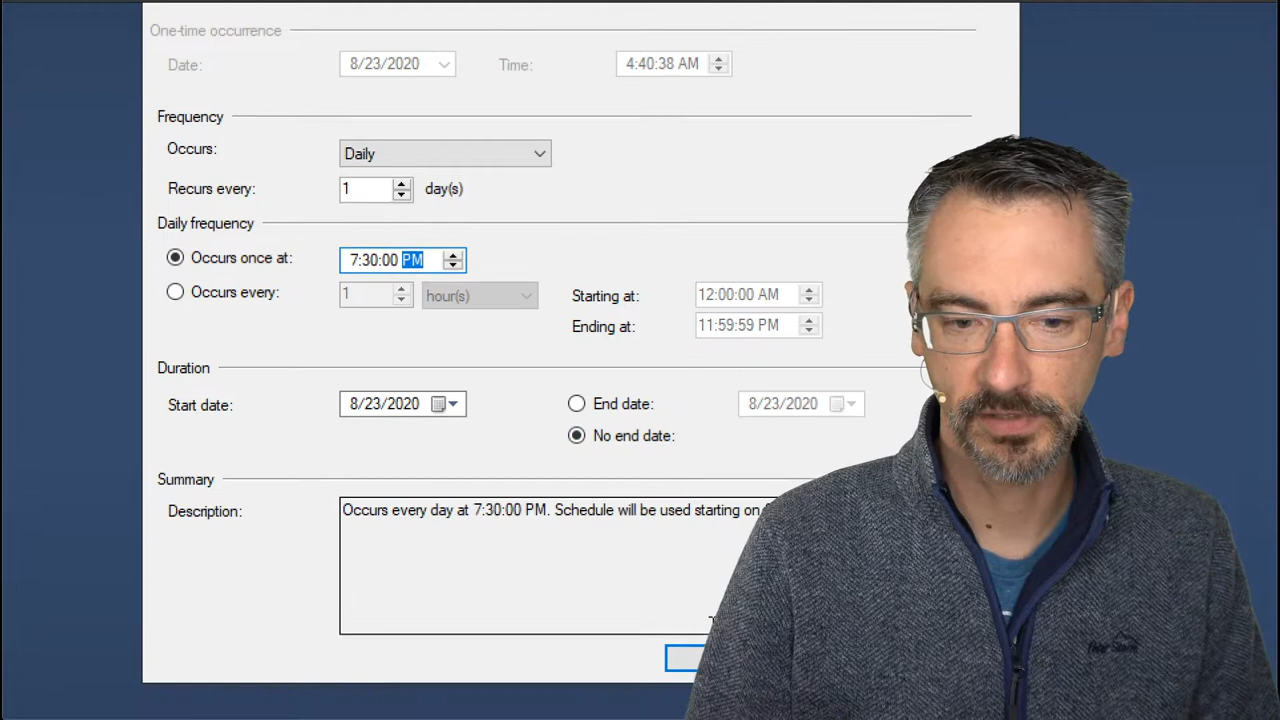 One-time occurrence
Date: 8/23/2020 Time: 4:40:38 AM
Frequency
Occurs: Daily
Recurs every: 1 day(s)
Daily frequency
Occurs once at: 7:30:00 PM
Occurs every: 1 hour(s) Starting at: 12:00:00 AM
Ending at: 11:59:59 PM
Duration
Start date: 8/23/2020 End date: 8/23/2020
No end date:
Summary
Description: Occurs every day at 7:30:00 PM. Schedule will be used starting on